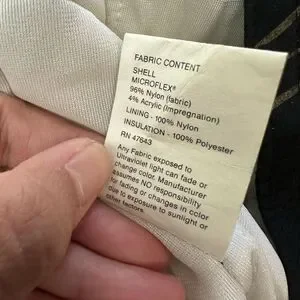 FABRIC CONTENT
SHELL
MICROFLEX®
96% Nylon (fabric)
4% Acrylic (impregnation)
LINING - 100% Nylon
INSULATION - 100% Polyester
RN 47643
Any Fabric exposed to
Ultraviolet light can fade or
change color. Manufacturer
assumes NO responsibility
for fading or changes in color
due to exposure to sunlight or
other factors.